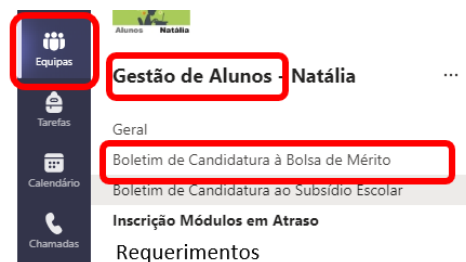 Alunos Natália
Equipas
Gestão de Alunos - Natália
...
Tarefas
Geral
Boletim de Candidatura à Bolsa de Mérito
Calendário
Boletim de Candidatura ao Subsídio Escolar
Inscrição Módulos em Atraso
Chamadas
Requerimentos